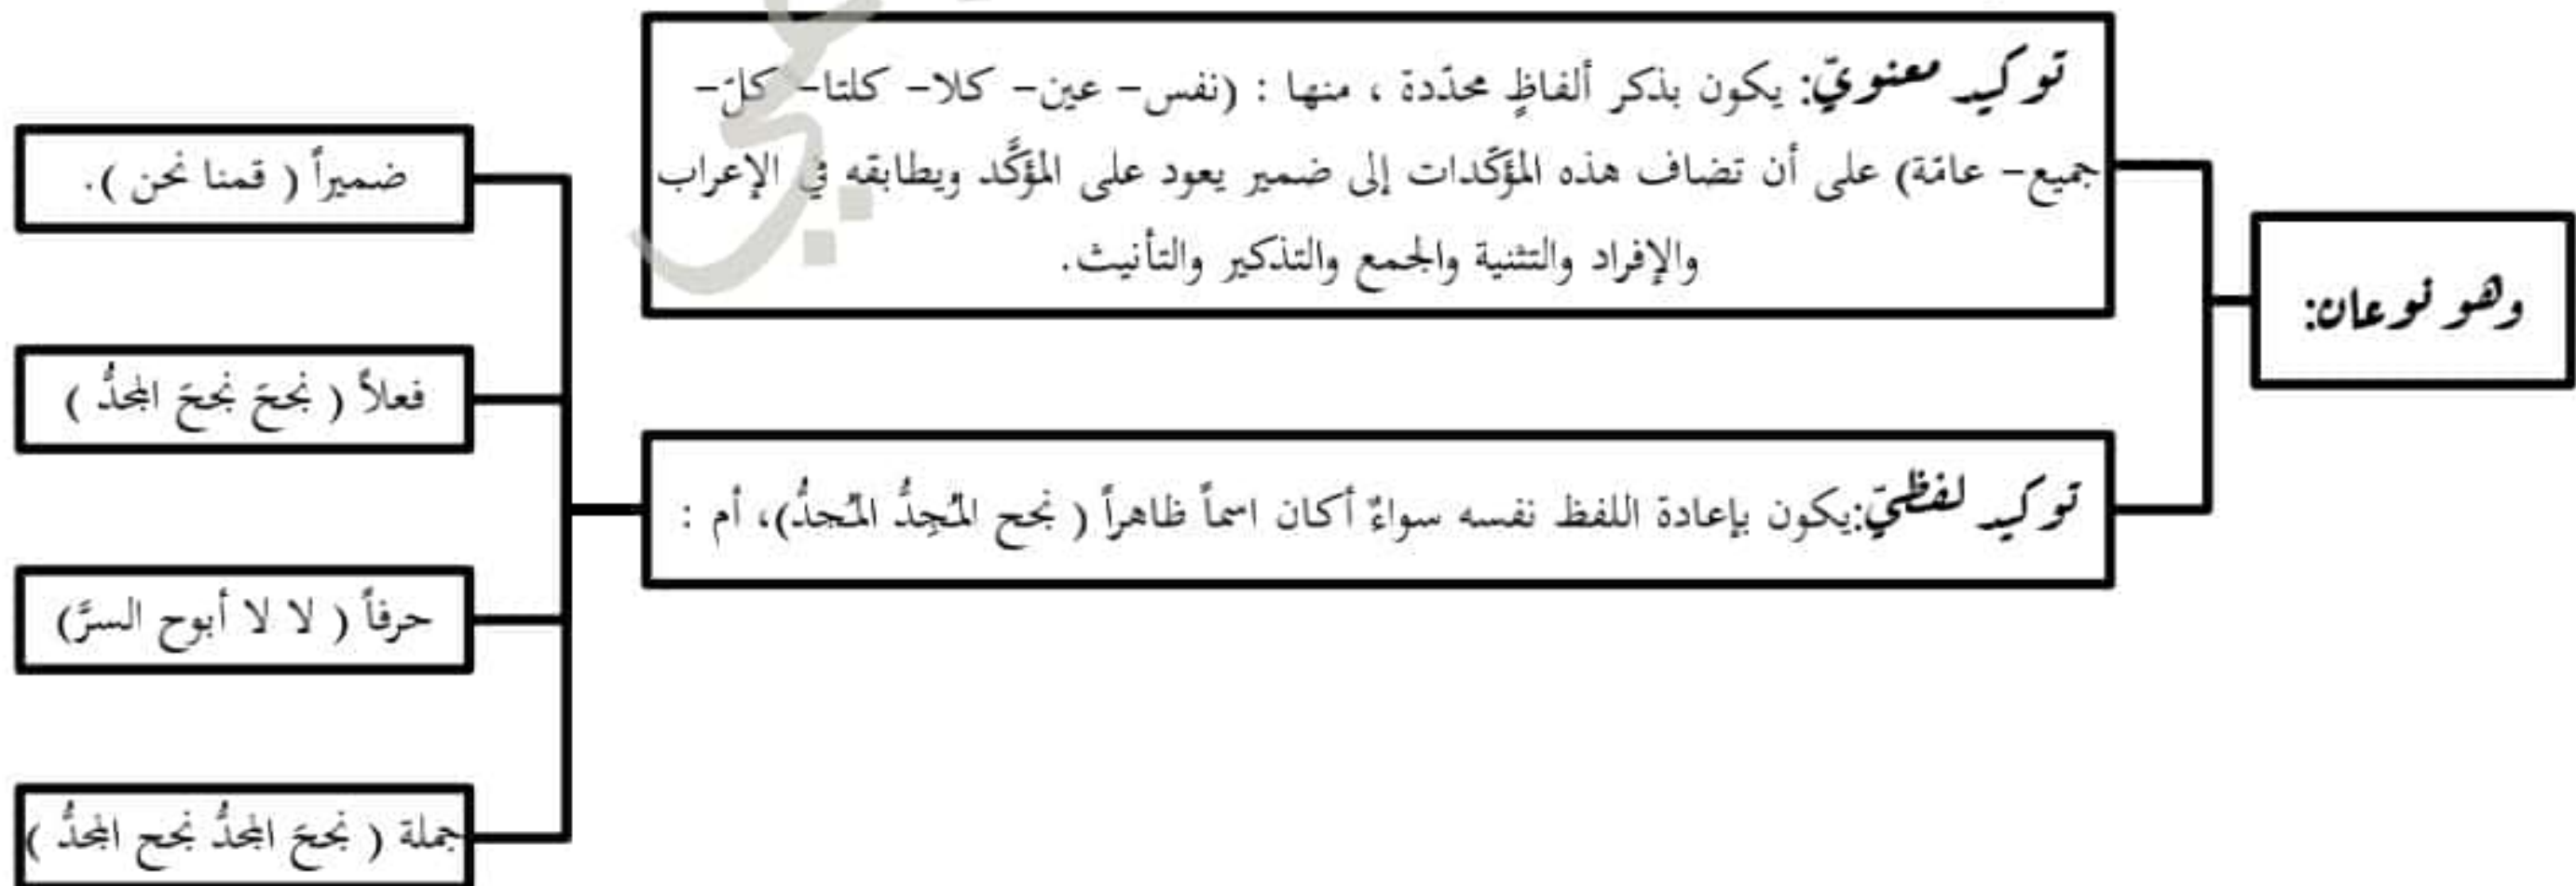 وهو نوعان:
توكيد معنويّ: يكون بذكر ألفاظٍ محدّدة ، منها : (نفس- عين- كلا- كلتا- كلّ-
جميع- عامّة) على أن تضاف هذه المؤكّدات إلى ضمير يعود على المؤكَّد ويطابقه في الإعراب
والإفراد والتثنية والجمع والتذكير والتأنيث.
توكيد لفظيّ:يكون بإعادة اللفظ نفسه سواءٌ أكان اسماً ظاهراً ( نجح المُجِدُّ المُجدُّ)، أم :
ضميراً ( قمنا نحن ).
فعلاً ( نجحَ نجحَ المجدُّ )
حرفاً ( لا لا أبوح السرَّ)
جملة ( نجحَ المجدُّ نجح المجدُّ )